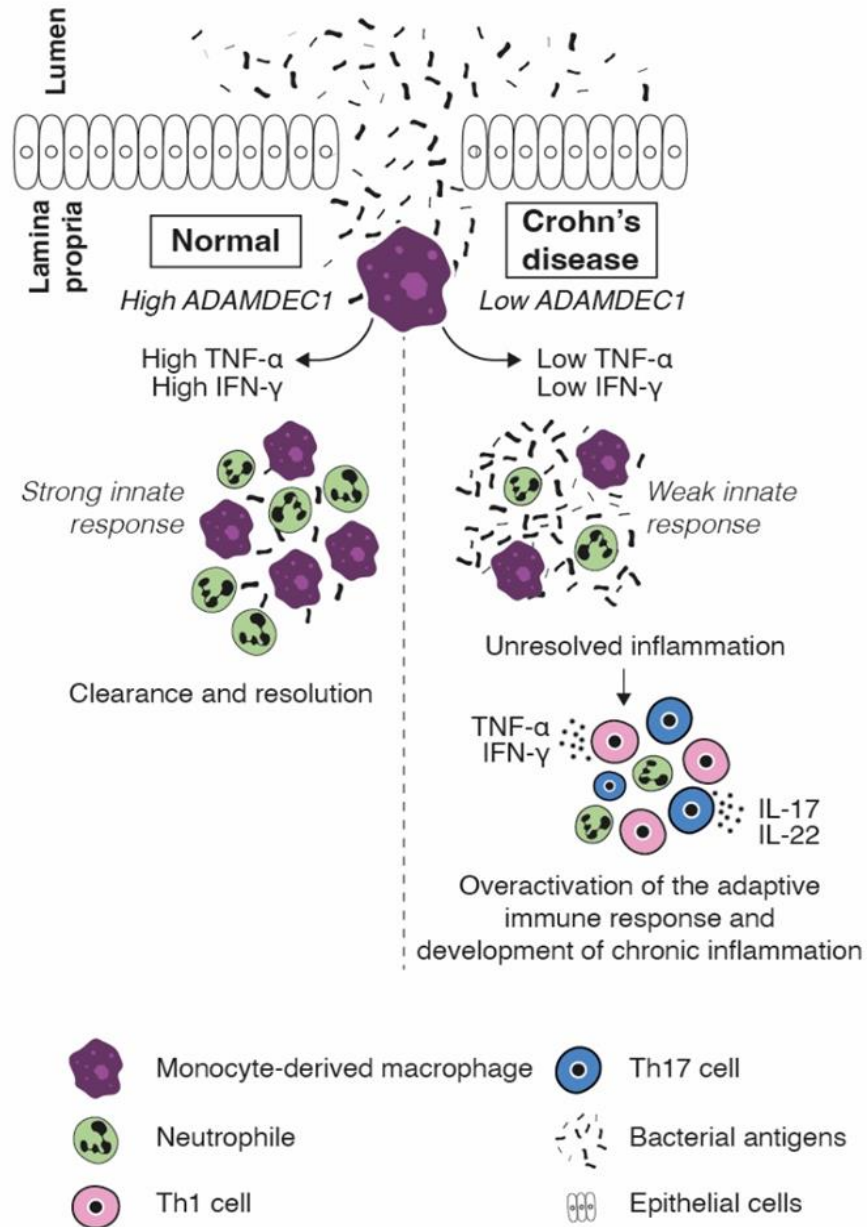 Lumen
Lamina
propria
Normal
Crohn's
disease
High ADAMDEC1
Low ADAMDEC1
High TNF-α
High IFN-γ
Low TNF-α
Low IFN-γ
Strong innate
response
Weak innate
response
Clearance and resolution
Unresolved inflammation
TNF-α
IFN-γ
IL-17
IL-22
Overactivation of the adaptive
immune response and
development of chronic inflammation
Monocyte-derived macrophage
Th17 cell
Neutrophile
Bacterial antigens
Th1 cell
Epithelial cells